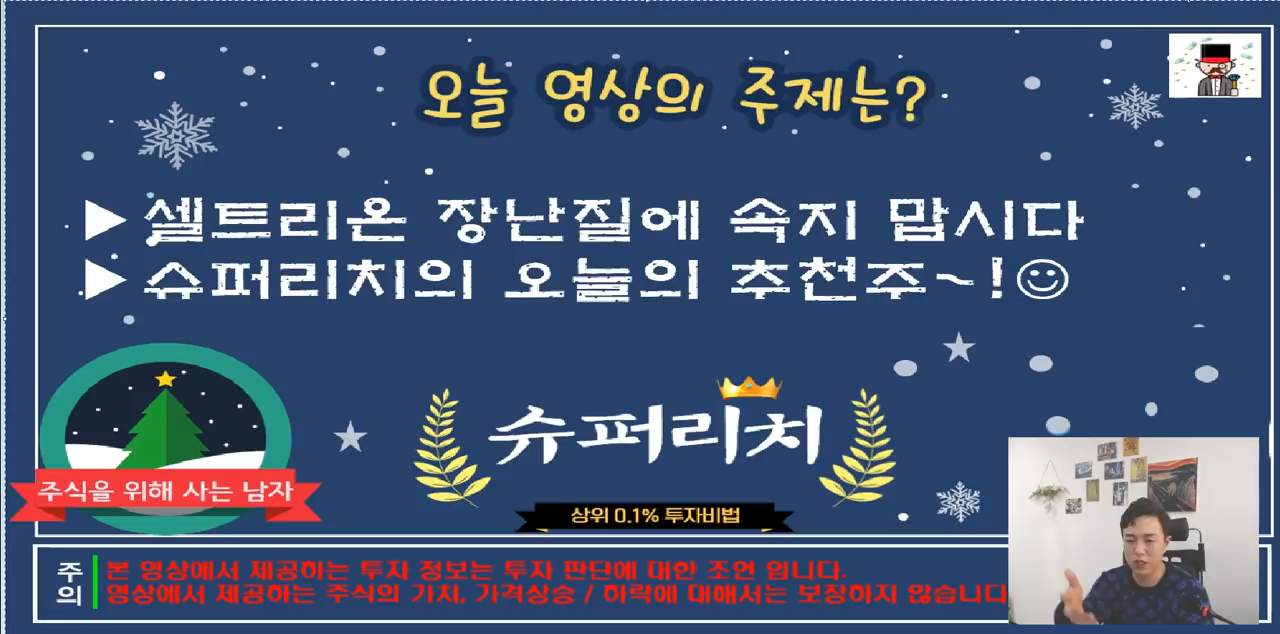 오늘 영상의 주제는?
▶ 셀트리온 장난질에 속지 맙시다
▶ 슈퍼리치의 오늘의 추천주~!☺
슈퍼리치
주식을 위해 사는 남자
상위 0.1% 투자비법
주의
본 영상에서 제공하는 투지 정보는 투자 판단에 대한 조언 입니다.
영상에서 제공하는 주식의 가치, 가격상승 / 하락에 대해서는 보장하지 않습니다